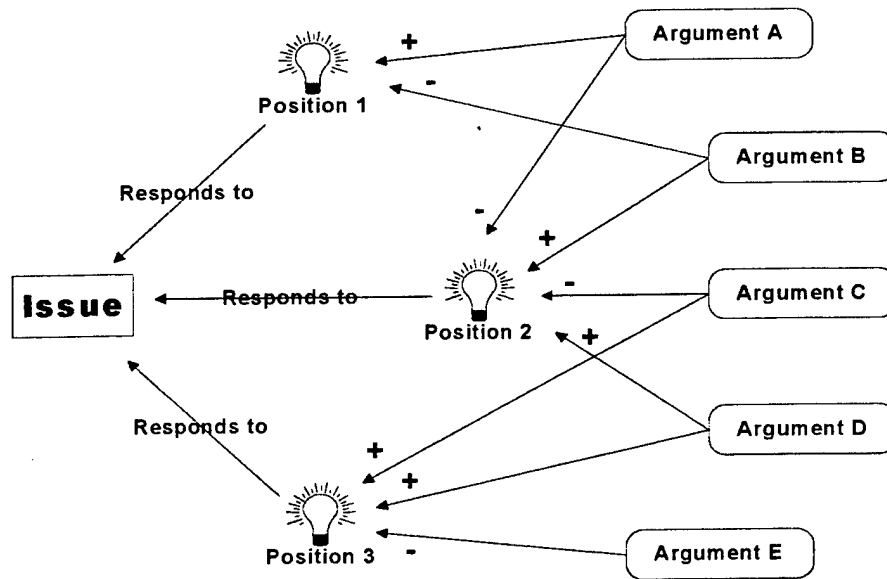 Argument A
+
-
Position 1
Argument B
Responds to
-
+
Argument C
-
Issue
Responds to
Position 2
+
Argument D
Responds to
+
+
Position 3
-
Argument E